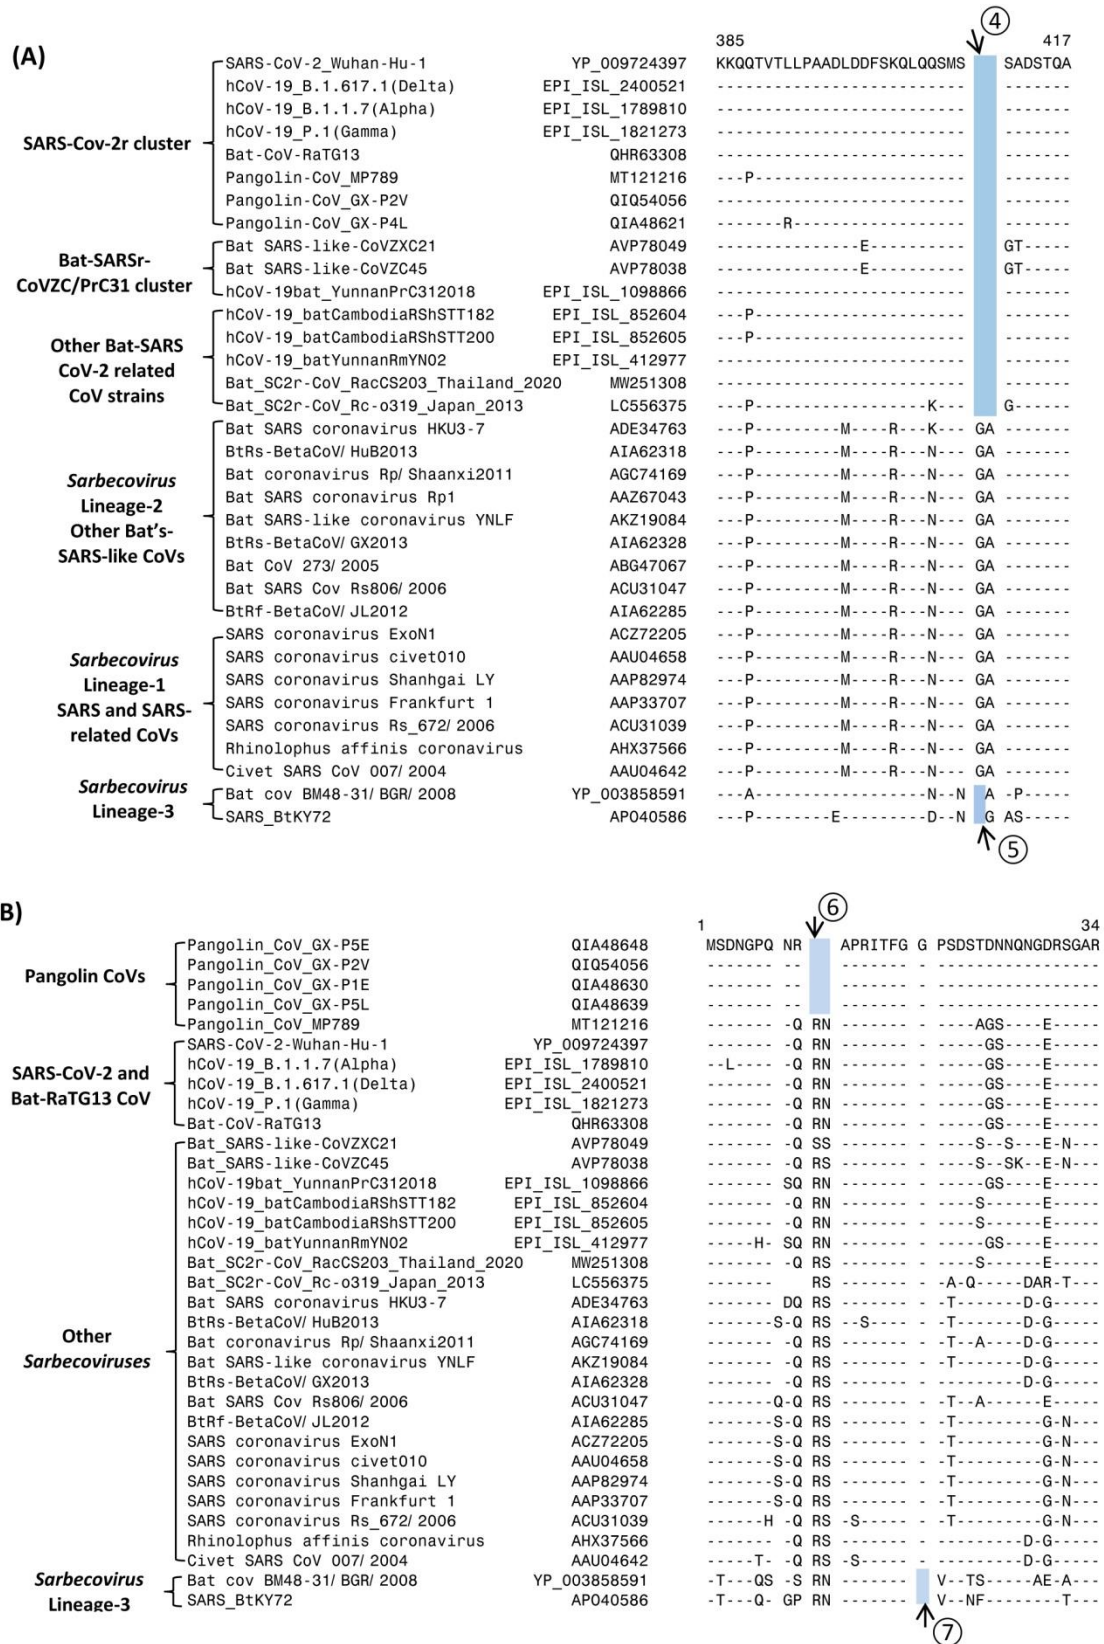 ④
(A)
385 417
SARS-CoV-2_Wuhan-Hu-1 YP_009724397 KKQQTVTLLPAADLDDFSKQLQQSMS SADSTQA
hCoV-19_B.1.617.1(Delta) EPI_ISL_2400521 -------------------------- -------
hCoV-19_B.1.1.7(Alpha) EPI_ISL_1789810 -------------------------- -------
hCoV-19_P.1(Gamma) EPI_ISL_1821273 -------------------------- -------
SARS-Cov-2r cluster
Bat-CoV-RaTG13 QHR63308 -------------------------- -------
Pangolin-CoV_MP789 MT121216 ---P---------------------- -------
Pangolin-CoV_GX-P2V QIQ54056 -------------------------- -------
Pangolin-CoV_GX-P4L QIA48621 -------R------------------ -------
Bat-SARSr-
CoVZC/PrC31 cluster
Bat SARS-like-CoVZXC21 AVP78049 ---------------E---------- GT-----
Bat SARS-like-CoVZC45 AVP78038 ---------------E---------- GT-----
hCoV-19bat_YunnanPrC312018 EPI_ISL_1098866 -------------------------- -------
Other Bat-SARS
CoV-2 related
CoV strains
hCoV-19_batCambodiaRShSTT182 EPI_ISL_852604 ---P---------------------- -------
hCoV-19_batCambodiaRShSTT200 EPI_ISL_852605 ---P---------------------- -------
hCoV-19_batYunnanRmYN02 EPI_ISL_412977 -------------------------- -------
Bat_SC2r-CoV_RacCS203_Thailand_2020 MW251308 -------------------------- -------
Bat_SC2r-CoV_Rc-o319_Japan_2013 LC556375 ---P------------------K--- G------
Sarbecovirus
Lineage-2
Other Bat's-
SARS-like CoVs
Bat SARS coronavirus HKU3-7 ADE34763 ---P---------M----R---K--- GA -------
BtRs-BetaCoV/ HuB2013 AIA62318 ---P---------M----R---N--- GA -------
Bat coronavirus Rp/ Shaanxi2011 AGC74169 ---P---------M----R---N--- GA -------
Bat SARS coronavirus Rp1 AAZ67043 ---P---------M----R---N--- GA -------
Bat SARS-like coronavirus YNLF AKZ19084 ---P---------M----R---N--- GA -------
BtRs-BetaCoV/ GX2013 AIA62328 ---P---------M----R---N--- GA -------
Bat CoV 273/ 2005 ABG47067 ---P---------M----R---N--- GA -------
Bat SARS Cov Rs806/ 2006 ACU31047 ---P---------M----R---N--- GA -------
BtRf-BetaCoV/ JL2012 AIA62285 ---P---------M----R---N--- GA -------
Sarbecovirus
Lineage-1
SARS and SARS-
related CoVs
SARS coronavirus ExoN1 ACZ72205 ---P---------M----R---N--- GA -------
SARS coronavirus civet010 AAU04658 ---P---------M----R---N--- GA -------
SARS coronavirus Shanhgai LY AAP82974 ---P---------M----R---N--- GA -------
SARS coronavirus Frankfurt 1 AAP33707 ---P---------M----R---N--- GA -------
SARS coronavirus Rs_672/ 2006 ACU31039 ---P---------M----R---N--- GA -------
Rhinolophus affinis coronavirus AHX37566 ---P---------M----R---N--- GA -------
Civet SARS CoV 007/ 2004 AAU04642 ---P---------M----R---N--- GA -------
Sarbecovirus
Lineage-3
Bat cov BM48-31/ BGR/ 2008 YP_003858591 ---A------------------N--N A -P-----
SARS_BtKY72 APO40586 ---P--------E---------D--N G AS-----
⑤
B)
⑥
1 34
Pangolin CoVs
Pangolin_CoV_GX-P5E QIA48648 MSDNGPQ NR APRITFG G PSDSTDNNQNGDRSGAR
Pangolin_CoV_GX-P2V QIQ54056 ------- -- ------- - -----------------
Pangolin_CoV_GX-P1E QIA48630 ------- -- ------- - -----------------
Pangolin_CoV_GX-P5L QIA48639 ------- -- ------- - -----------------
Pangolin_CoV_MP789 MT121216 ------- -Q RN ------- - ----AGS----E----
SARS-CoV-2 and
Bat-RaTG13 CoV
SARS-CoV-2-Wuhan-Hu-1 YP_009724397 ------- -Q RN ------- - -----GS----E----
hCoV-19_B.1.1.7(Alpha) EPI_ISL_1789810 --L---- -Q RN ------- - -----GS----E----
hCoV-19_B.1.617.1(Delta) EPI_ISL_2400521 ------- -Q RN ------- - -----GS----E----
hCoV-19_P.1(Gamma) EPI_ISL_1821273 ------- -Q RN ------- - -----GS----E----
Bat-CoV-RaTG13 QHR63308 ------- -Q RN ------- - -----GS----E----
Other
Sarbecoviruses
Bat_SARS-like-CoVZXC21 AVP78049 ------- -Q SS ------- - ----S--S---E-N---
Bat_SARS-like-CoVZC45 AVP78038 ------- -Q RS ------- - ----S--SK--E-N---
hCoV-19bat_YunnanPrC312018 EPI_ISL_1098866 ------- SQ RN ------- - -----GS----E----
hCoV-19_batCambodiaRShSTT182 EPI_ISL_852604 ------- -Q RN ------- - ----S------E----
hCoV-19_batCambodiaRShSTT200 EPI_ISL_852605 ------- -Q RN ------- - ----S------E----
hCoV-19_batYunnanRmYN02 EPI_ISL_412977 -----H- SQ RN ------- - -----GS----E----
Bat_SC2r-CoV_RacCS203_Thailand_2020 MW251308 ------- -Q RN ------- - ----S------E----
Bat_SC2r-CoV_Rc-o319_Japan_2013 LC556375 ------- RS ------- - -A-Q-----DAR-T---
Bat SARS coronavirus HKU3-7 ADE34763 ------- DQ RS ------- - -T-------D-G-----
BtRs-BetaCoV/ HuB2013 AIA62318 ------S -Q RS --S---- - -T-------D-G-----
Bat coronavirus Rp/ Shaanxi2011 AGC74169 ------- -Q RS ------- - -T--A----D-G-----
Bat SARS-like coronavirus YNLF AKZ19084 ------- -Q RS ------- - -T-------D-G-----
BtRs-BetaCoV/ GX2013 AIA62328 ------- -Q RS ------- - ---------D-G-----
Bat SARS Cov Rs806/ 2006 ACU31047 ------Q -Q RS ------- - -T--A------E-----
BtRf-BetaCoV/ JL2012 AIA62285 ------S -Q RS ------- - -T---------G-N---
SARS coronavirus ExoN1 ACZ72205 ------S -Q RS ------- - -T---------G-N---
SARS coronavirus civet010 AAU04658 ------S -Q RS ------- - -T---------G-N---
SARS coronavirus Shanhgai LY AAP82974 ------S -Q RS ------- - -T---------G-N---
SARS coronavirus Frankfurt 1 AAP33707 ------S -Q RS ------- - -T---------G-N---
SARS coronavirus Rs_672/ 2006 ACU31039 -----H --Q RS -S----- - -T---------G-N---
Rhinolophus affinis coronavirus AHX37566 ------- -Q RS ------- - ---------D-G-----
Civet SARS CoV 007/ 2004 AAU04642 -----T- -Q RS -S----- - ---------D-G-----
Sarbecovirus
Lineage-3
Bat cov BM48-31/ BGR/ 2008 YP_003858591 -T---QS -S RN ------- V--TS-----AE-A---
SARS_BtKY72 APO40586 -T---Q- GP RN ------- V--NF--------T---
⑦